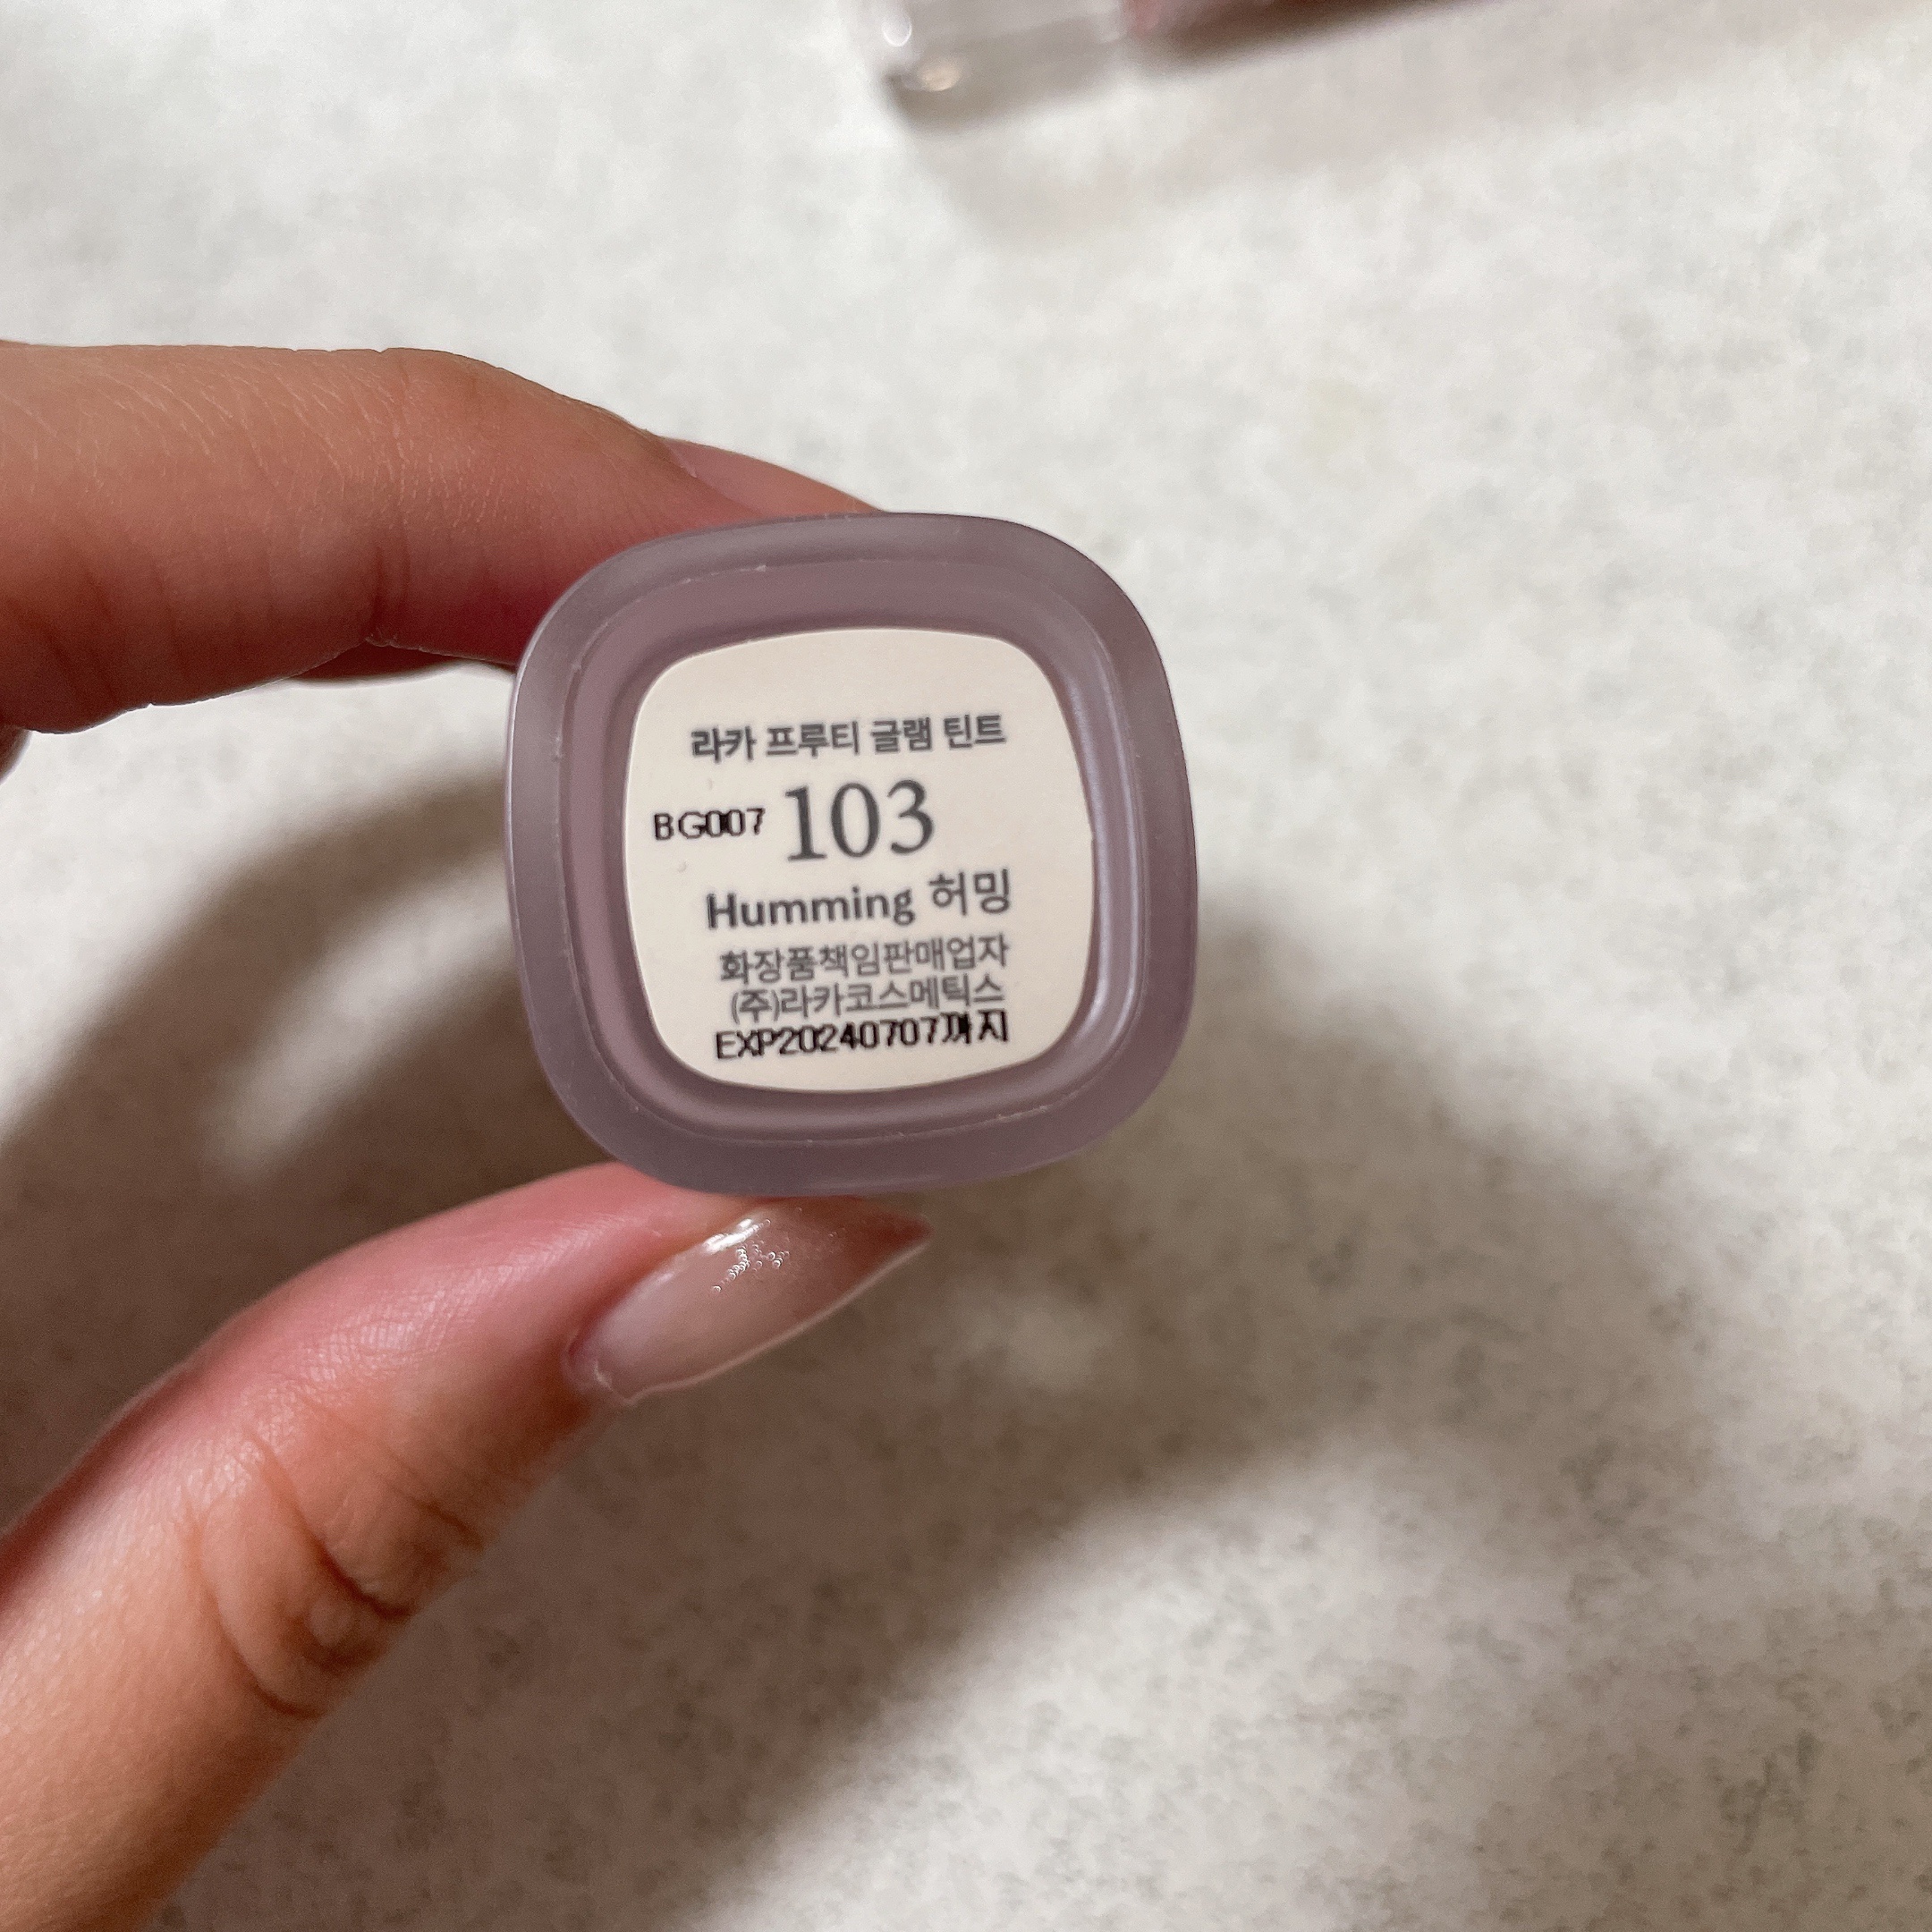 라카 프루티 글램 틴트
BG007 103
Humming 허밍
화장품책임판매업자
(주)라카코스메틱스
EXP20240707까지